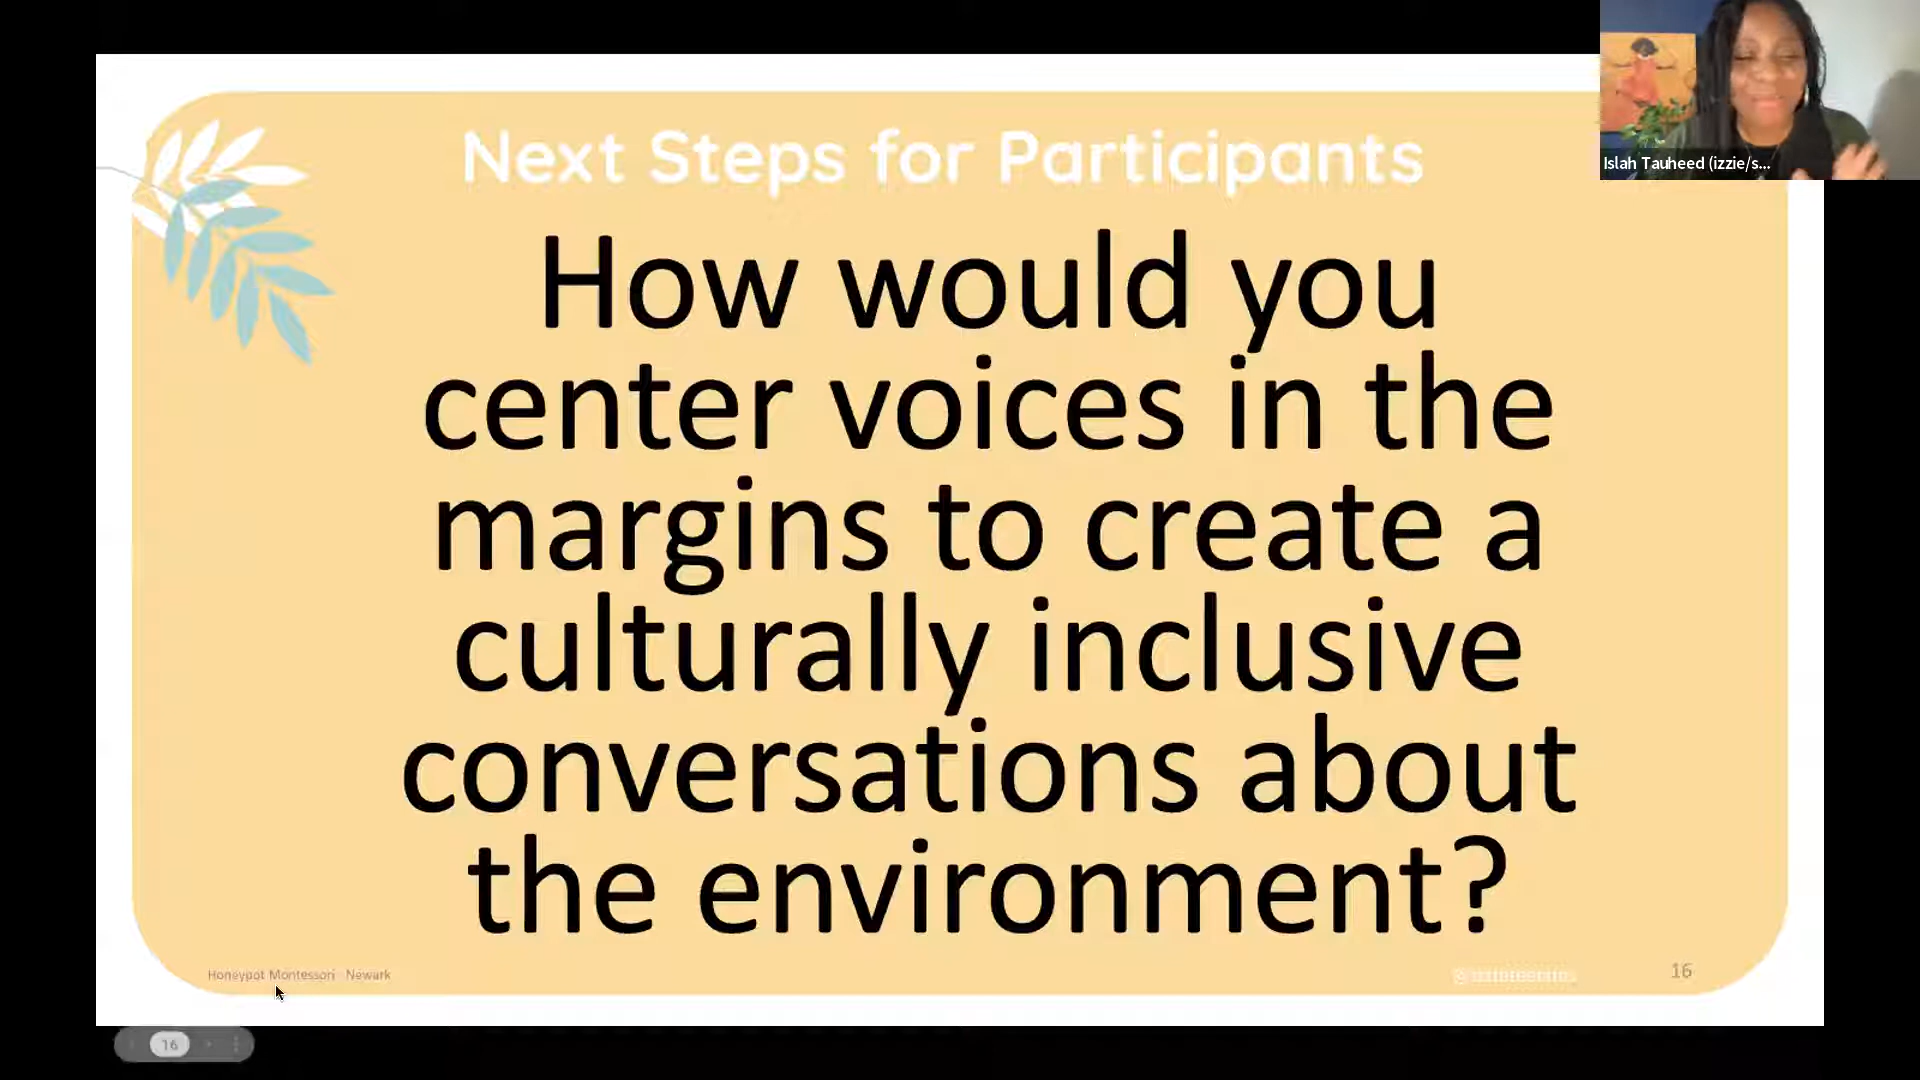 Next Steps for Participants
How would you
center voices in the
margins to create a
culturally inclusive
conversations about
the environment?
Honeypot Montessori Newark
16
16
Islah Tauheed (izzie/s...